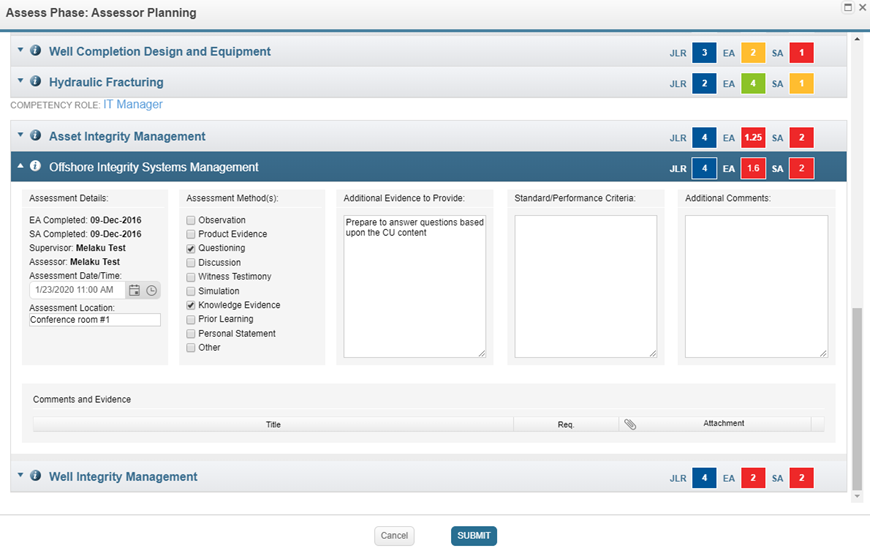 Assess Phase: Assessor Planning
Well Completion Design and Equipment JLR 3 EA 2 SA 1
Hydraulic Fracturing JLR 2 EA 4 SA 1
COMPETENCY ROLE: IT Manager
Asset Integrity Management JLR 4 EA 1.25 SA 2
Offshore Integrity Systems Management JLR 4 EA 1.6 SA 2
Assessment Details:
EA Completed: 09-Dec-2016
SA Completed: 09-Dec-2016
Supervisor: Melaku Test
Assessor: Melaku Test
Assessment Date/Time:
1/23/2020 11:00 AM
Assessment Location:
Conference room #1
Assessment Method(s):
Observation
Product Evidence
Questioning
Discussion
Witness Testimony
Simulation
Knowledge Evidence
Prior Learning
Personal Statement
Other
Additional Evidence to Provide:
Prepare to answer questions based
upon the CU content
Standard/Performance Criteria:
Additional Comments:
Comments and Evidence
Title Req. Attachment
Well Integrity Management JLR 4 EA 2 SA 2
Cancel SUBMIT